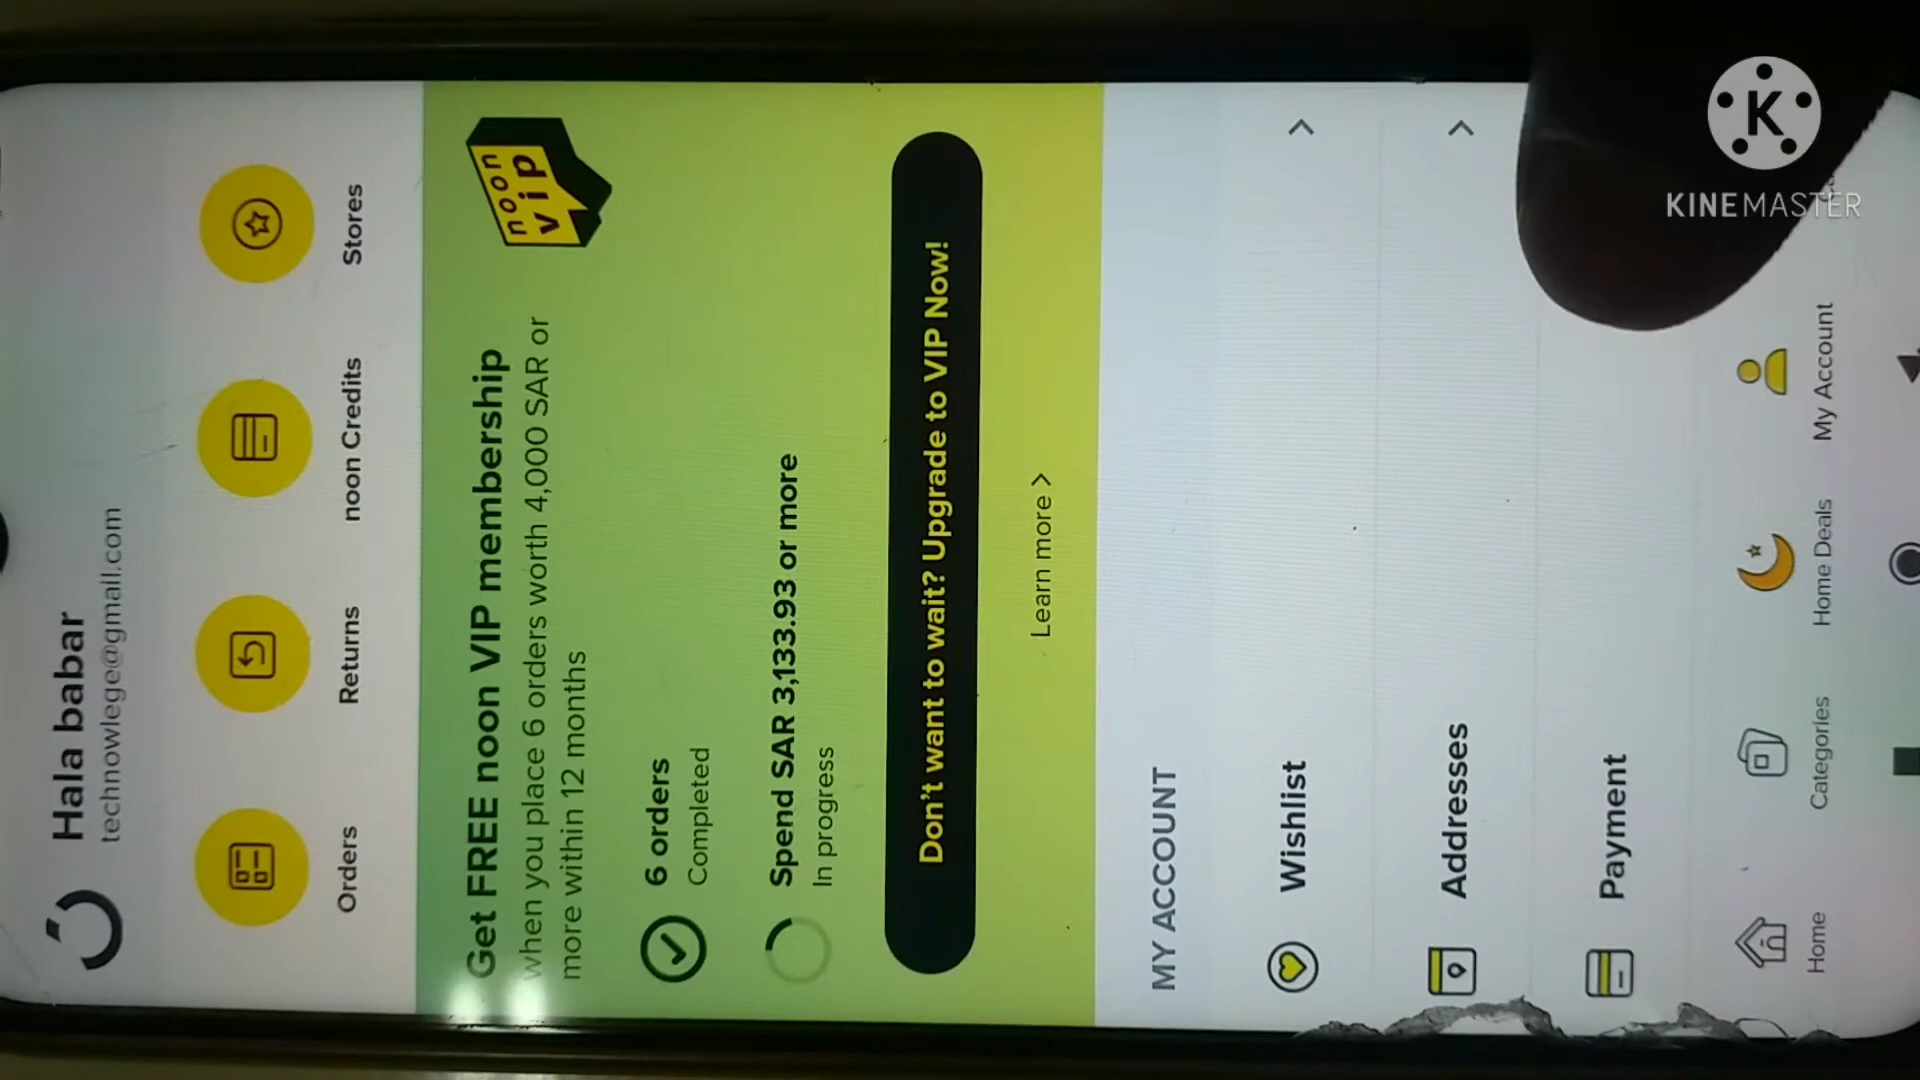 Hala babar
technowlege@gmail.com
Orders
Returns
noon Credits
Stores
Get FREE noon VIP membership
when you place 6 orders worth 4,000 SAR or
more within 12 months
noon
vip
6 orders
Completed
Spend SAR 3,133.93 or more
In progress
Don't want to wait? Upgrade to VIP Now!
Learn more >
MY ACCOUNT
Wishlist
Addresses
Payment
Home
Categories
Home Deals
My Account
K
KINEMASTER